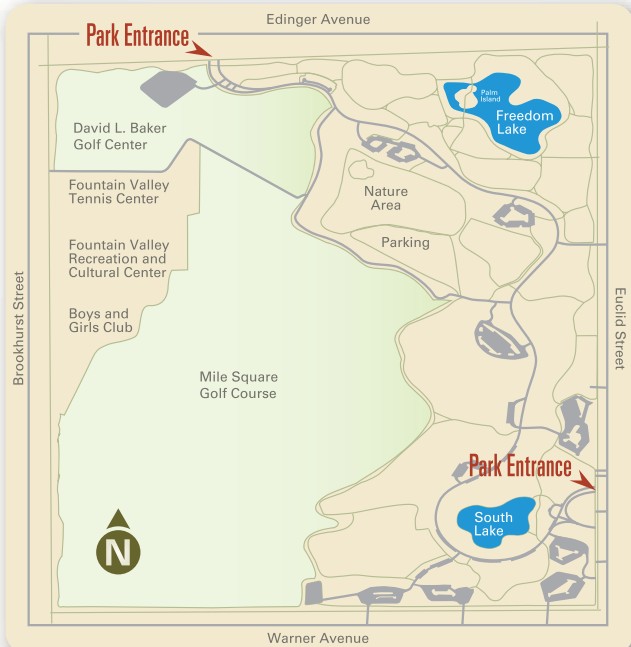 Edinger Avenue
Park Entrance
Palm
Island
Freedom
Lake
David L. Baker
Golf Center
Fountain Valley
Tennis Center
Nature
Area
Parking
Fountain Valley
Recreation and
Cultural Center
Brookhurst Street
Euclid Street
Boys and
Girls Club
Mile Square
Golf Course
Park Entrance
South
Lake
N
Warner Avenue